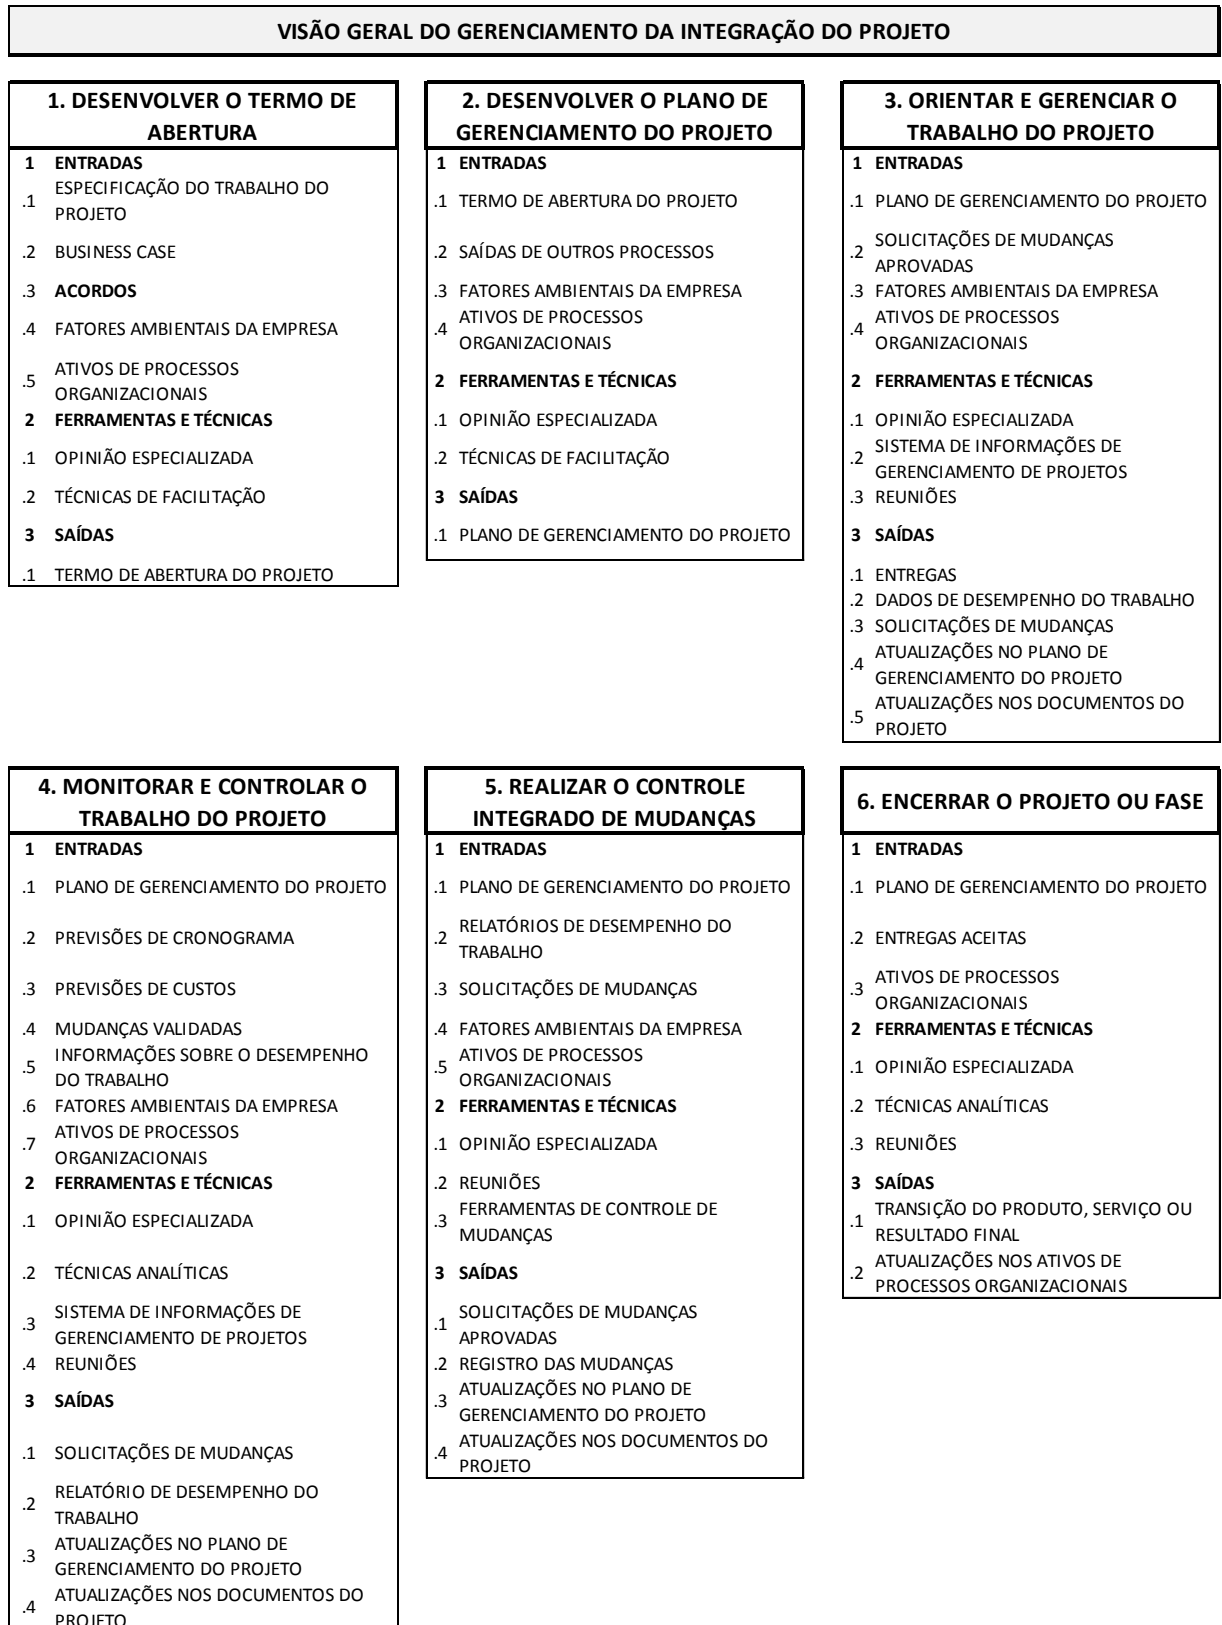 VISÃO GERAL DO GERENCIAMENTO DA INTEGRAÇÃO DO PROJETO
1. DESENVOLVER O TERMO DE
ABERTURA
1 ENTRADAS
.1 ESPECIFICAÇÃO DO TRABALHO DO
PROJETO
.2 BUSINESS CASE
.3 ACORDOS
.4 FATORES AMBIENTAIS DA EMPRESA
.5 ATIVOS DE PROCESSOS
ORGANIZACIONAIS
2 FERRAMENTAS E TÉCNICAS
.1 OPINIÃO ESPECIALIZADA
.2 TÉCNICAS DE FACILITAÇÃO
3 SAÍDAS
.1 TERMO DE ABERTURA DO PROJETO
2. DESENVOLVER O PLANO DE
GERENCIAMENTO DO PROJETO
1 ENTRADAS
.1 TERMO DE ABERTURA DO PROJETO
.2 SAÍDAS DE OUTROS PROCESSOS
.3 FATORES AMBIENTAIS DA EMPRESA
.4 ATIVOS DE PROCESSOS
ORGANIZACIONAIS
2 FERRAMENTAS E TÉCNICAS
.1 OPINIÃO ESPECIALIZADA
.2 TÉCNICAS DE FACILITAÇÃO
3 SAÍDAS
.1 PLANO DE GERENCIAMENTO DO PROJETO
3. ORIENTAR E GERENCIAR O
TRABALHO DO PROJETO
1 ENTRADAS
.1 PLANO DE GERENCIAMENTO DO PROJETO
.2 SOLICITAÇÕES DE MUDANÇAS
APROVADAS
.3 FATORES AMBIENTAIS DA EMPRESA
.4 ATIVOS DE PROCESSOS
ORGANIZACIONAIS
2 FERRAMENTAS E TÉCNICAS
.1 OPINIÃO ESPECIALIZADA
.2 SISTEMA DE INFORMAÇÕES DE
GERENCIAMENTO DE PROJETOS
.3 REUNIÕES
3 SAÍDAS
.1 ENTREGAS
.2 DADOS DE DESEMPENHO DO TRABALHO
.3 SOLICITAÇÕES DE MUDANÇAS
.4 ATUALIZAÇÕES NO PLANO DE
GERENCIAMENTO DO PROJETO
.5 ATUALIZAÇÕES NOS DOCUMENTOS DO
PROJETO
4. MONITORAR E CONTROLAR O
TRABALHO DO PROJETO
1 ENTRADAS
.1 PLANO DE GERENCIAMENTO DO PROJETO
.2 PREVISÕES DE CRONOGRAMA
.3 PREVISÕES DE CUSTOS
.4 MUDANÇAS VALIDADAS
.5 INFORMAÇÕES SOBRE O DESEMPENHO
DO TRABALHO
.6 FATORES AMBIENTAIS DA EMPRESA
.7 ATIVOS DE PROCESSOS
ORGANIZACIONAIS
2 FERRAMENTAS E TÉCNICAS
.1 OPINIÃO ESPECIALIZADA
.2 TÉCNICAS ANALÍTICAS
.3 SISTEMA DE INFORMAÇÕES DE
GERENCIAMENTO DE PROJETOS
.4 REUNIÕES
3 SAÍDAS
.1 SOLICITAÇÕES DE MUDANÇAS
.2 RELATÓRIO DE DESEMPENHO DO
TRABALHO
.3 ATUALIZAÇÕES NO PLANO DE
GERENCIAMENTO DO PROJETO
.4 ATUALIZAÇÕES NOS DOCUMENTOS DO
PROJETO
5. REALIZAR O CONTROLE
INTEGRADO DE MUDANÇAS
1 ENTRADAS
.1 PLANO DE GERENCIAMENTO DO PROJETO
.2 RELATÓRIOS DE DESEMPENHO DO
TRABALHO
.3 SOLICITAÇÕES DE MUDANÇAS
.4 FATORES AMBIENTAIS DA EMPRESA
.5 ATIVOS DE PROCESSOS
ORGANIZACIONAIS
2 FERRAMENTAS E TÉCNICAS
.1 OPINIÃO ESPECIALIZADA
.2 REUNIÕES
.3 FERRAMENTAS DE CONTROLE DE
MUDANÇAS
3 SAÍDAS
.1 SOLICITAÇÕES DE MUDANÇAS
APROVADAS
.2 REGISTRO DAS MUDANÇAS
.3 ATUALIZAÇÕES NO PLANO DE
GERENCIAMENTO DO PROJETO
.4 ATUALIZAÇÕES NOS DOCUMENTOS DO
PROJETO
6. ENCERRAR O PROJETO OU FASE
1 ENTRADAS
.1 PLANO DE GERENCIAMENTO DO PROJETO
.2 ENTREGAS ACEITAS
.3 ATIVOS DE PROCESSOS
ORGANIZACIONAIS
2 FERRAMENTAS E TÉCNICAS
.1 OPINIÃO ESPECIALIZADA
.2 TÉCNICAS ANALÍTICAS
.3 REUNIÕES
3 SAÍDAS
.1 TRANSIÇÃO DO PRODUTO, SERVIÇO OU
RESULTADO FINAL
.2 ATUALIZAÇÕES NOS ATIVOS DE
PROCESSOS ORGANIZACIONAIS